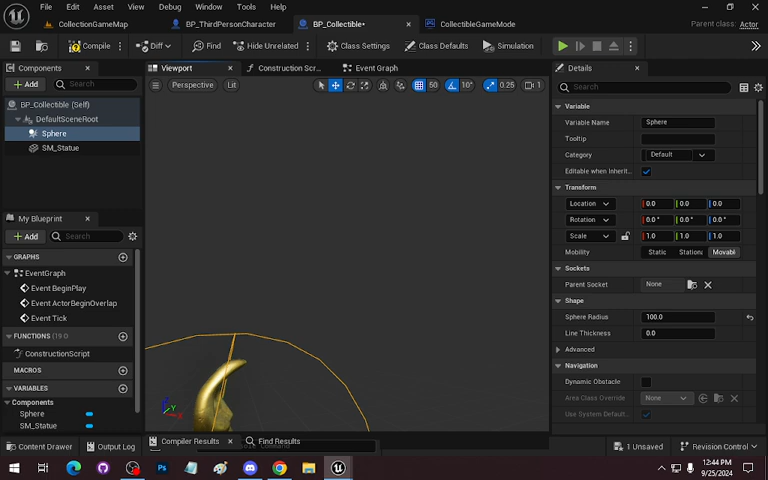 File Edit Asset View Debug Window Tools Help
CollectionGameMap BP_ThirdPersonCharacter BP_Collectible* CollectibleGameMode Parent class: Actor
Compile Diff Find Hide Unrelated Class Settings Class Defaults Simulation
Components
Add Search
BP_Collectible (Self)
DefaultSceneRoot
Sphere
SM_Statue
My Blueprint
Add Search
GRAPHS
EventGraph
Event BeginPlay
Event ActorBeginOverlap
Event Tick
FUNCTIONS (19 O
ConstructionScript
MACROS
VARIABLES
Components
Sphere
SM_Statue
Viewport Construction Scr... Event Graph
Perspective Lit 50 10° 0.25 1
Compiler Results Find Results
Details
Search
Variable
Variable Name Sphere
Tooltip
Category Default
Editable when Inherit...
Transform
Location 0.0 0.0 0.0
Rotation 0.0° 0.0° 0.0°
Scale 1.0 1.0 1.0
Mobility Static Stationa Movabl
Sockets
Parent Socket None
Shape
Sphere Radius 100.0
Line Thickness 0.0
Advanced
Navigation
Dynamic Obstacle
Area Class Override None
Use System Default...
Content Drawer Output Log 1 Unsaved Revision Control
12:44 PM
9/25/2024